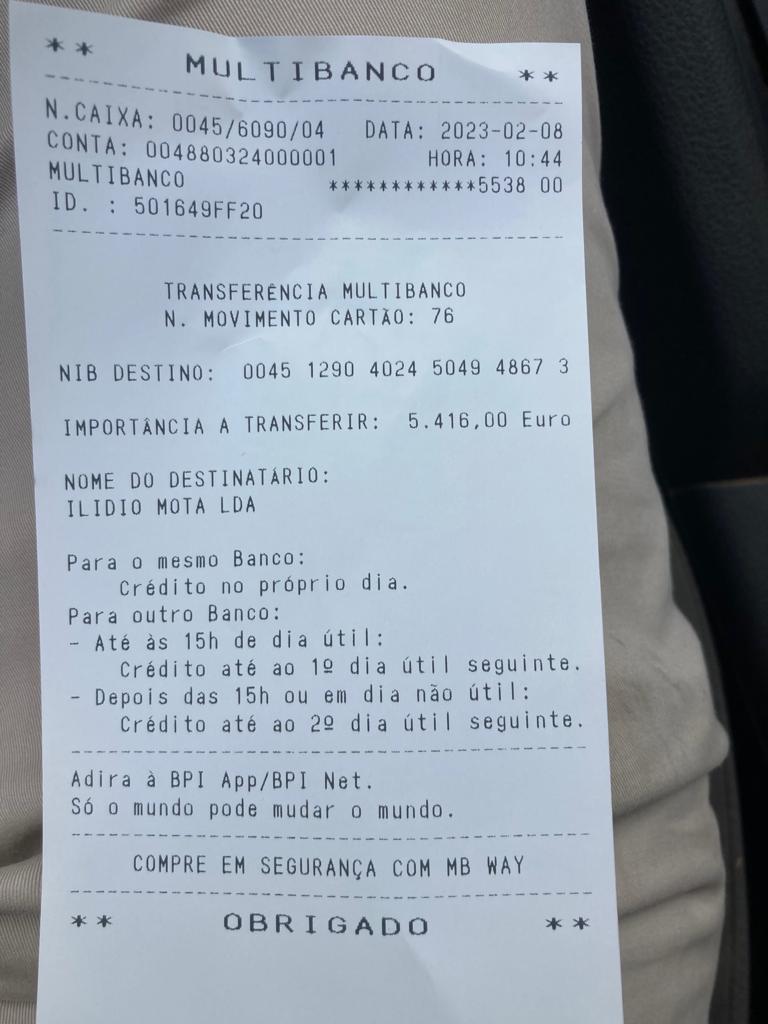 ** MULTIBANCO **
N.CAIXA: 0045/6090/04 DATA: 2023-02-08
CONTA: 004880324000001 HORA: 10:44
MULTIBANCO ************5538 00
ID. : 501649FF20
TRANSFERÊNCIA MULTIBANCO
N. MOVIMENTO CARTÃO: 76
NIB DESTINO: 0045 1290 4024 5049 4867 3
IMPORTÂNCIA A TRANSFERIR: 5.416,00 Euro
NOME DO DESTINATÁRIO:
ILIDIO MOTA LDA
Para o mesmo Banco:
Crédito no próprio dia.
Para outro Banco:
- Até às 15h de dia útil:
Crédito até ao 1º dia útil seguinte.
- Depois das 15h ou em dia não útil:
Crédito até ao 2º dia útil seguinte.
Adira à BPI App/BPI Net.
Só o mundo pode mudar o mundo.
COMPRE EM SEGURANÇA COM MB WAY
** OBRIGADO **